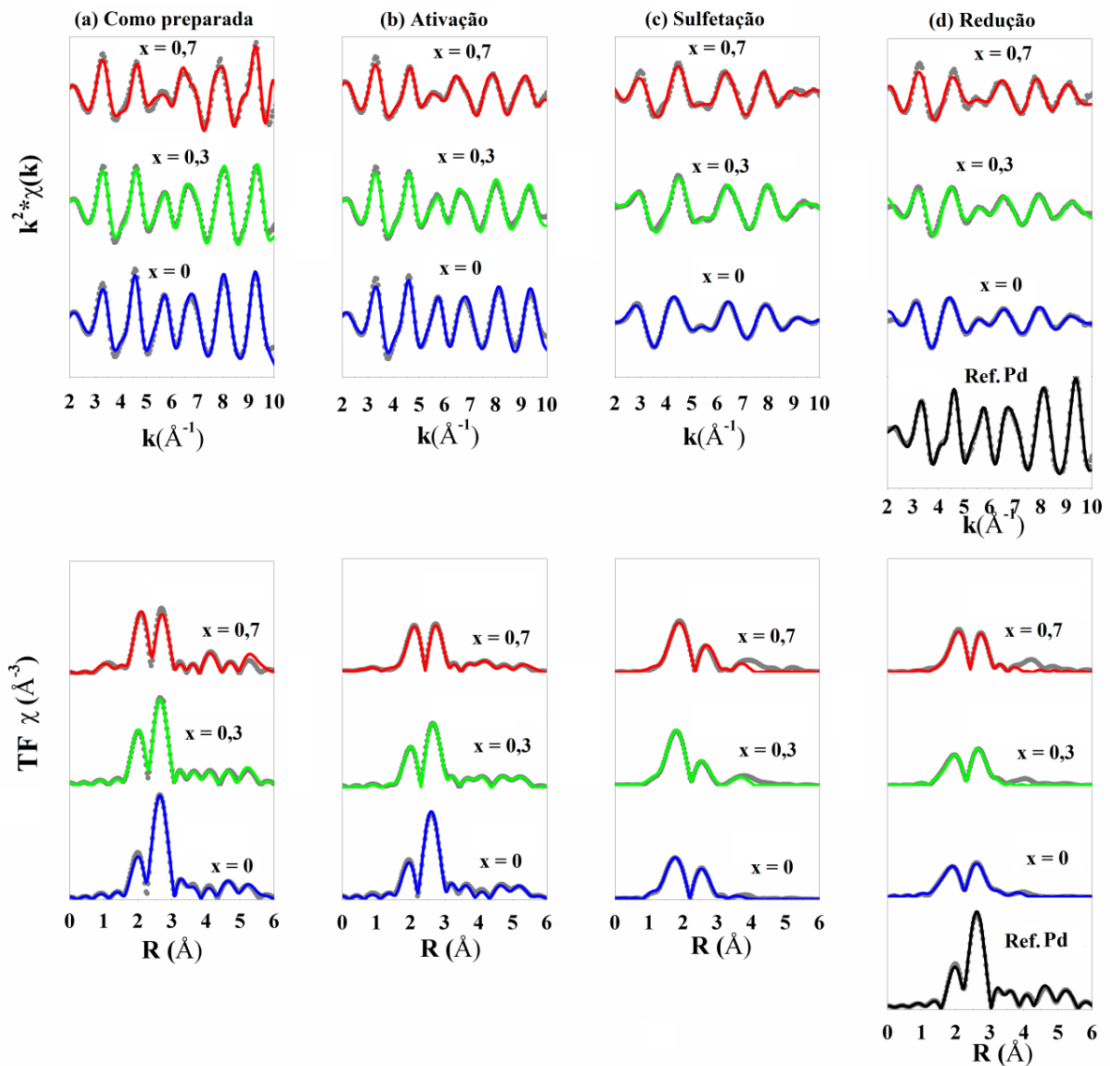 (a) Como preparada (b) Ativação (c) Sulfetação (d) Redução
x = 0,7 x = 0,7 x = 0,7 x = 0,7
x = 0,3 x = 0,3 x = 0,3 x = 0,3
k²*χ(k)
x = 0 x = 0 x = 0 x = 0
Ref. Pd
2 3 4 5 6 7 8 9 10 2 3 4 5 6 7 8 9 10 2 3 4 5 6 7 8 9 10
k(Å⁻¹) k(Å⁻¹) k(Å⁻¹)
2 3 4 5 6 7 8 9 10
k(Å⁻¹)
x = 0,7 x = 0,7 x = 0,7 x = 0,7
TF χ (Å⁻³)
x = 0,3 x = 0,3 x = 0,3 x = 0,3
x = 0 x = 0 x = 0 x = 0
0 1 2 3 4 5 6 0 1 2 3 4 5 6 0 1 2 3 4 5 6
R (Å) R (Å) R (Å)
Ref. Pd
0 1 2 3 4 5 6
R (Å)